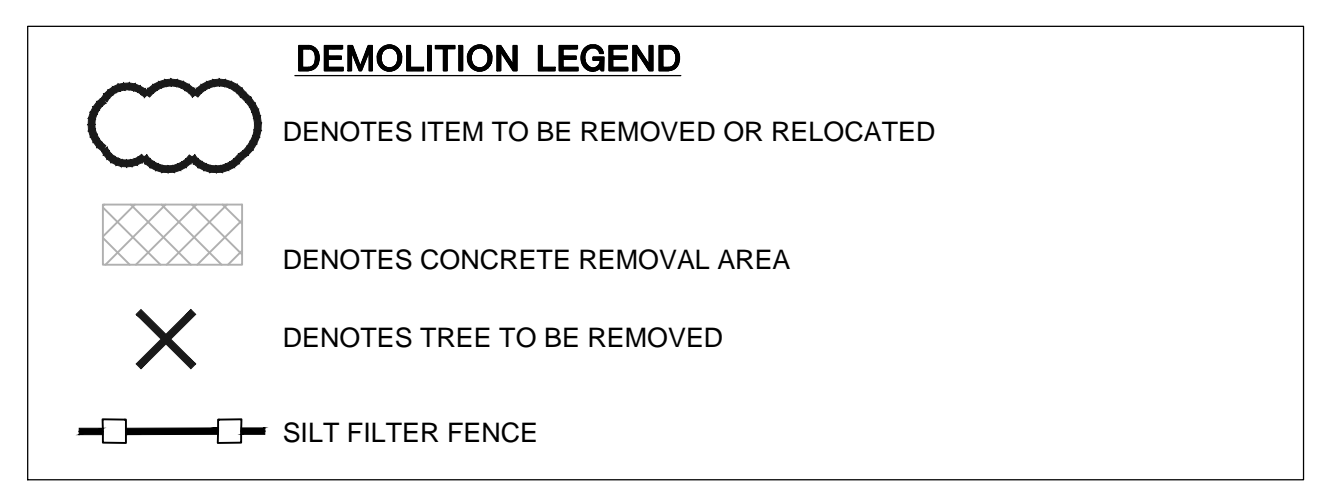 DEMOLITION LEGEND
DENOTES ITEM TO BE REMOVED OR RELOCATED
DENOTES CONCRETE REMOVAL AREA
DENOTES TREE TO BE REMOVED
SILT FILTER FENCE